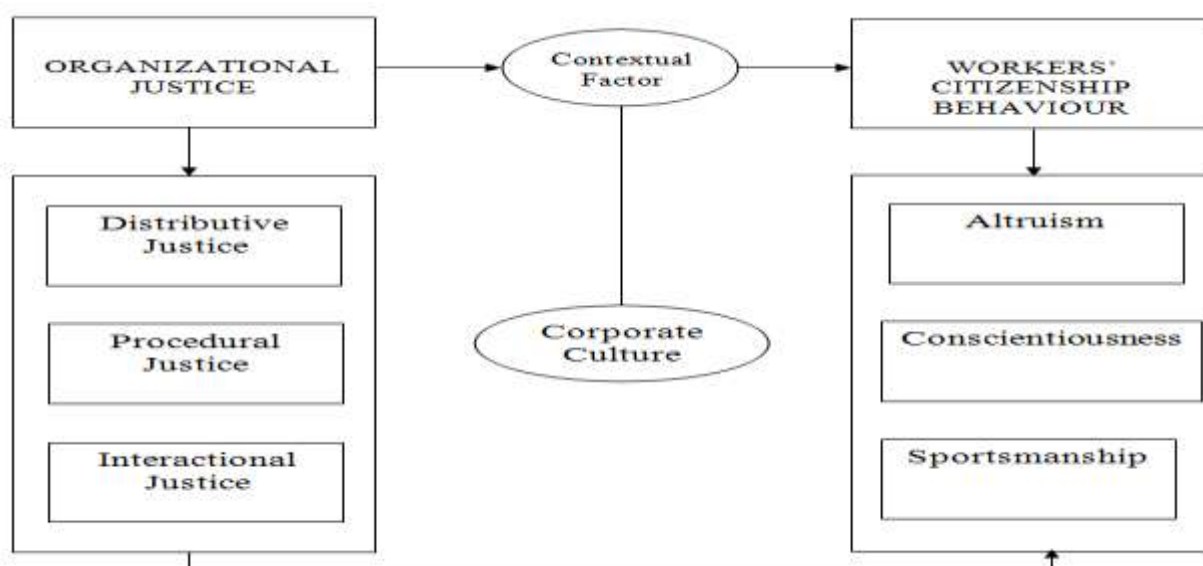 ORGANIZATIONAL
JUSTICE
Contextual
Factor
WORKERS'
CITIZENSHIP
BEHAVIOUR
Distributive
Justice
Procedural
Justice
Interactional
Justice
Corporate
Culture
Altruism
Conscientiousness
Sportsmanship